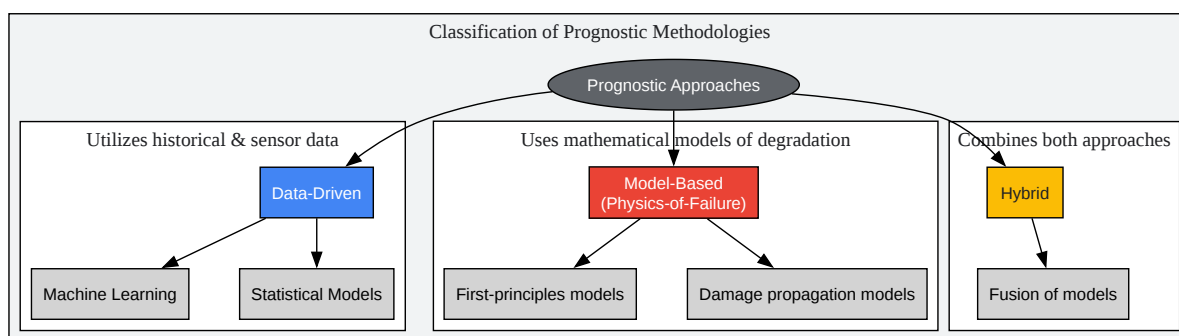 Classification of Prognostic Methodologies
Prognostic Approaches
Utilizes historical & sensor data
Uses mathematical models of degradation
Combines both approaches
Data-Driven
Model-Based
(Physics-of-Failure)
Hybrid
Machine Learning
Statistical Models
First-principles models
Damage propagation models
Fusion of models